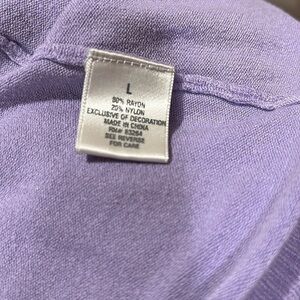 L
80% RAYON
20% NYLON
EXCLUSIVE OF DECORATION
MADE IN CHINA
RN# 83264
SEE REVERSE
FOR CARE